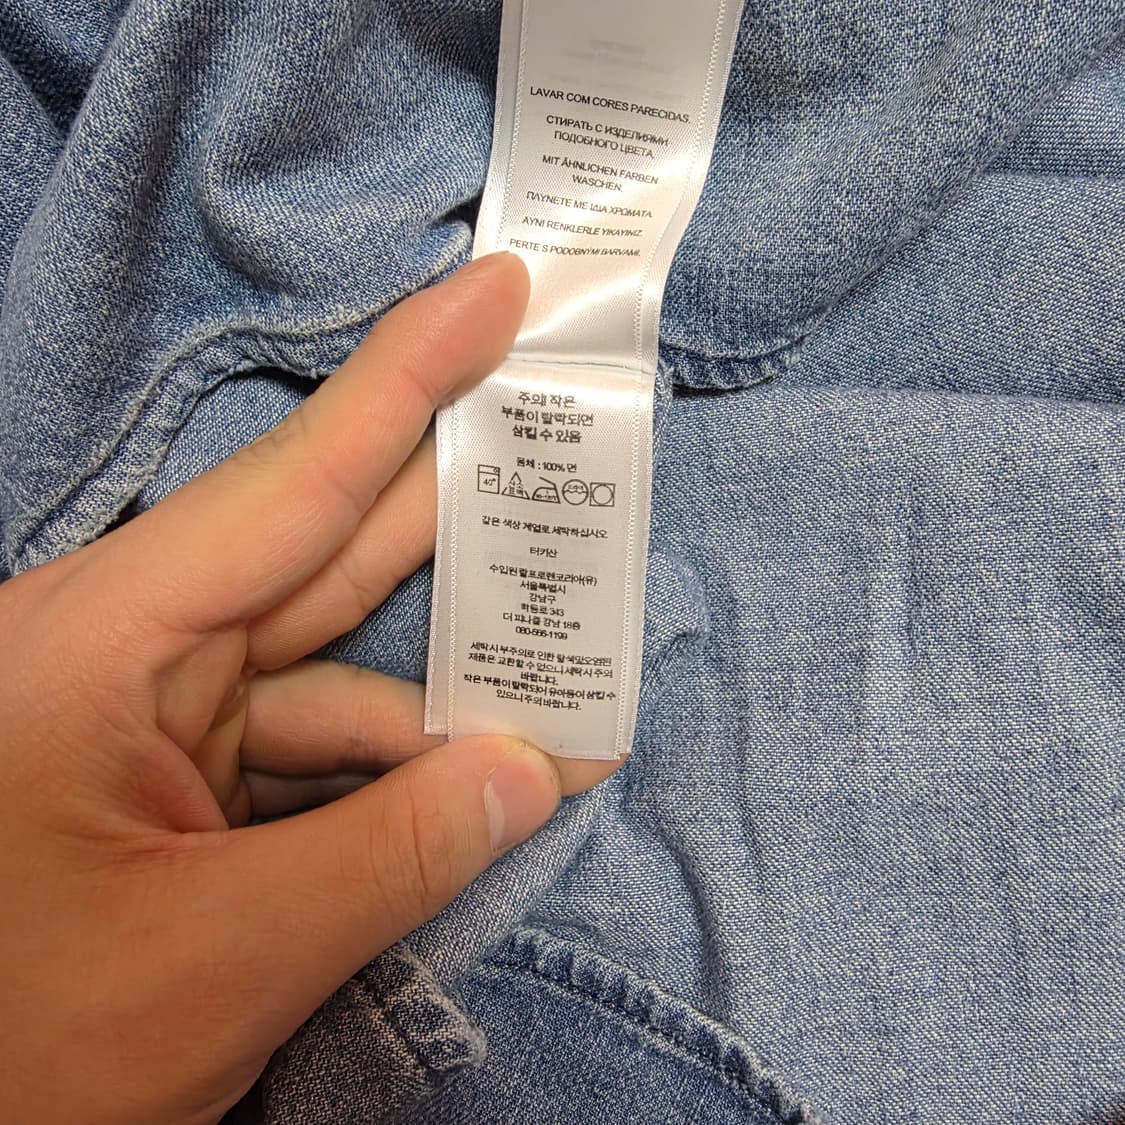 LAVAR COM CORES PARECIDAS.
СТИРАТЬ С ИЗДЕЛИЯМИ
ПОДОБНОГО ЦВЕТА.
MIT ÄHNLICHEN FARBEN
WASCHEN.
ΠΛΥΝΕΤΕ ΜΕ ΙΔΙΑ ΧΡΩΜΑΤΑ.
AYNI RENKLERLE YIKAYINIZ.
PERTE S PODOBNÝMI BARVAMI.
주의! 작은
부품이 탈락되면
삼킬 수 있음
몸체 : 100% 면
40°
같은 색상 계열로 세탁하십시오
터키산
수입원 랄프로렌코리아(유)
서울특별시
강남구
학동로 343
더 피나클 강남 18층
080-566-1199
세탁 시 부주의로 인한 탈색및오염된
제품은 교환할 수 없으니 세탁시 주의
바랍니다.
작은 부품이 탈락되어 유아등이 삼킬 수
있으니 주의 바랍니다.